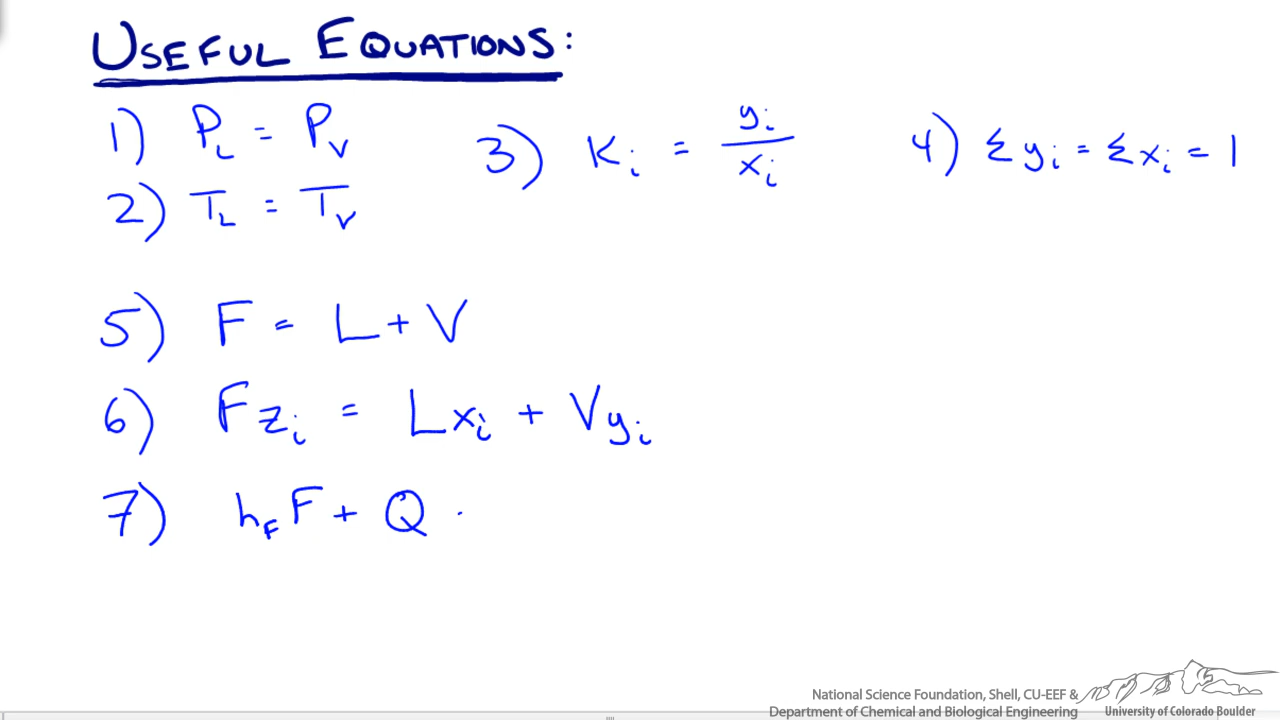 USEFUL EQUATIONS:
1) P_L = P_V
3) K_i = y_i / x_i
4) Σ y_i = Σ x_i = 1
2) T_L = T_V
5) F = L + V
6) F z_i = L x_i + V y_i
7) h_F F + Q
National Science Foundation, Shell, CU-EEF &
Department of Chemical and Biological Engineering
University of Colorado Boulder